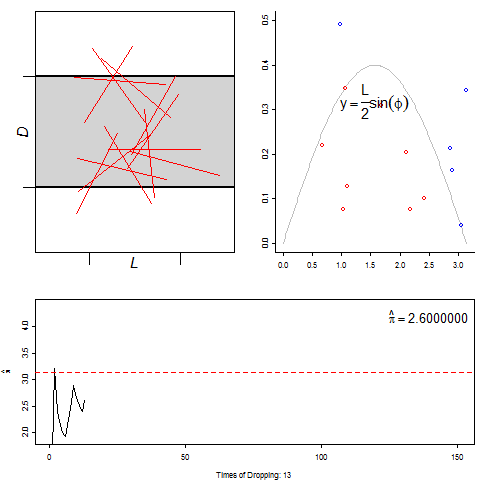 D
L
0.0 0.1 0.2 0.3 0.4 0.5
y = L/2 sin(ϕ)
0.0 0.5 1.0 1.5 2.0 2.5 3.0
2.0 2.5 3.0 3.5 4.0
π̂
π̂ = 2.6000000
0 50 100 150
Times of Dropping: 13